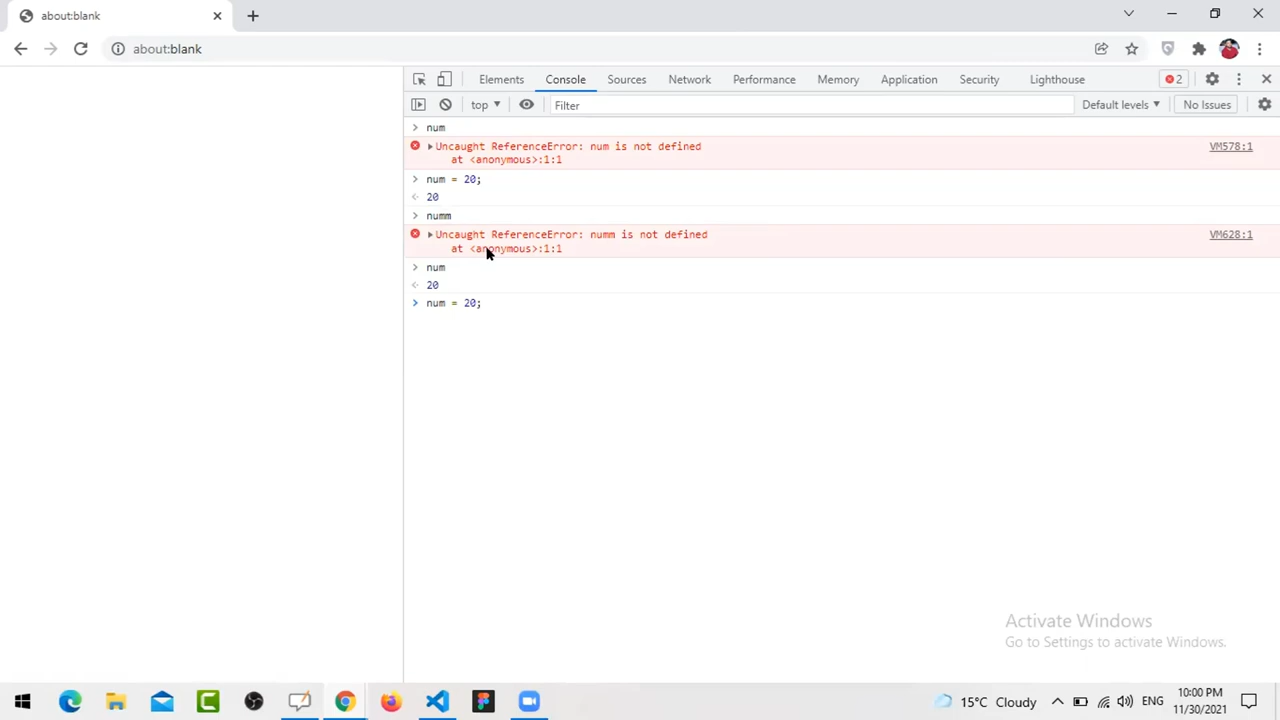 about:blank
about:blank
Elements Console Sources Network Performance Memory Application Security Lighthouse 2
top Filter Default levels No Issues
num
Uncaught ReferenceError: num is not defined VM578:1
at <anonymous>:1:1
num = 20;
20
numm
Uncaught ReferenceError: numm is not defined VM628:1
at <anonymous>:1:1
num
20
num = 20;
Activate Windows
Go to Settings to activate Windows.
15°C Cloudy ENG 10:00 PM
11/30/2021